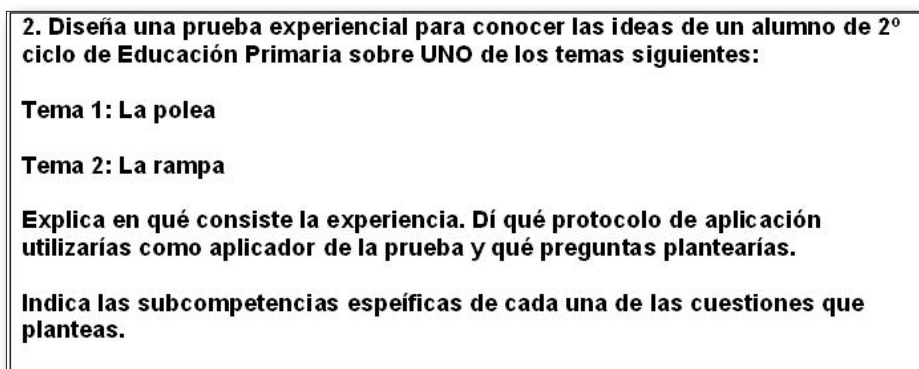 2. Diseña una prueba experiencial para conocer las ideas de un alumno de 2º
ciclo de Educación Primaria sobre UNO de los temas siguientes:
Tema 1: La polea
Tema 2: La rampa
Explica en qué consiste la experiencia. Dí qué protocolo de aplicación
utilizarías como aplicador de la prueba y qué preguntas plantearías.
Indica las subcompetencias espeíficas de cada una de las cuestiones que
planteas.